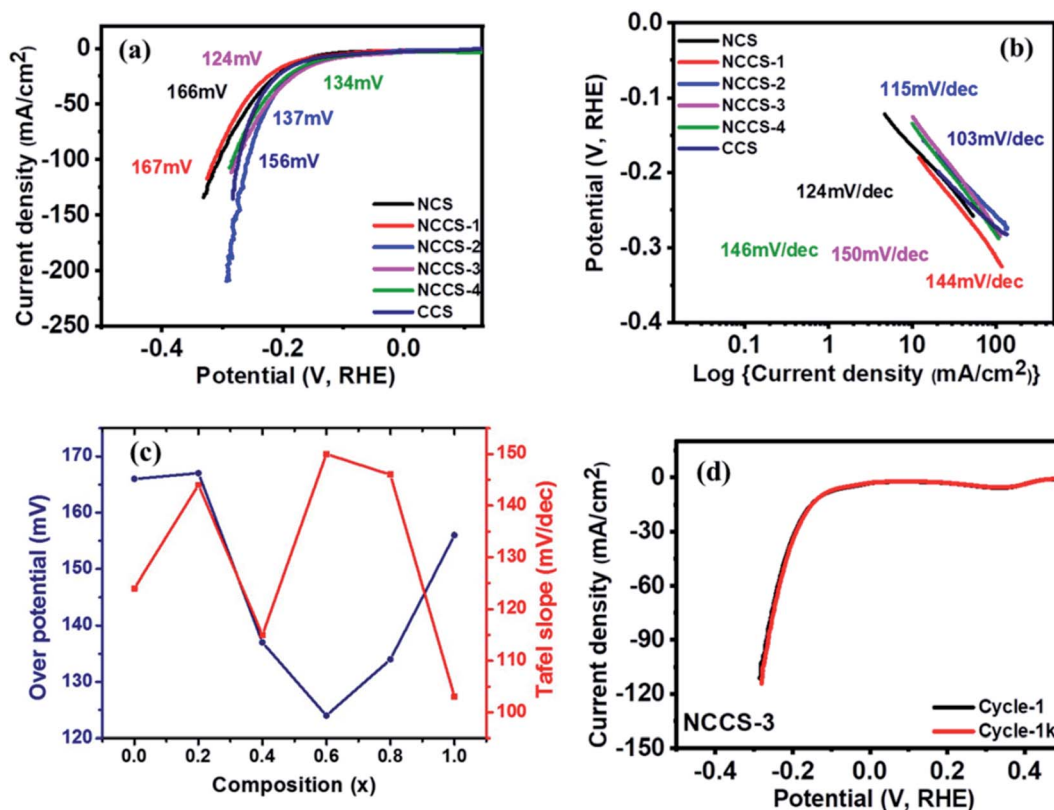 (a)
0
-50
-100
-150
-200
-250
Current density (mA/cm²)
124mV
166mV
134mV
137mV
167mV
156mV
NCS
NCCS-1
NCCS-2
NCCS-3
NCCS-4
CCS
-0.4
-0.2
0.0
Potential (V, RHE)
(b)
0.0
-0.1
-0.2
-0.3
-0.4
Potential (V, RHE)
NCS
NCCS-1
NCCS-2
NCCS-3
NCCS-4
CCS
115mV/dec
103mV/dec
124mV/dec
146mV/dec
150mV/dec
144mV/dec
0.1
1
10
100
Log {Current density (mA/cm²)}
(c)
170
160
150
140
130
120
Over potential (mV)
150
140
130
120
110
100
Tafel slope (mV/dec)
0.0
0.2
0.4
0.6
0.8
1.0
Composition (x)
(d)
0
-30
-60
-90
-120
-150
Current density (mA/cm²)
NCCS-3
Cycle-1
Cycle-1k
-0.4
-0.2
0.0
0.2
0.4
Potential (V, RHE)